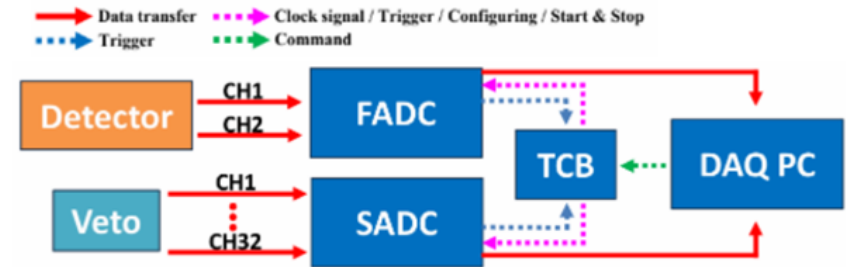 Data transfer
Clock signal / Trigger / Configuring / Start & Stop
Trigger
Command
Detector
CH1
CH2
FADC
TCB
DAQ PC
Veto
CH1
CH32
SADC